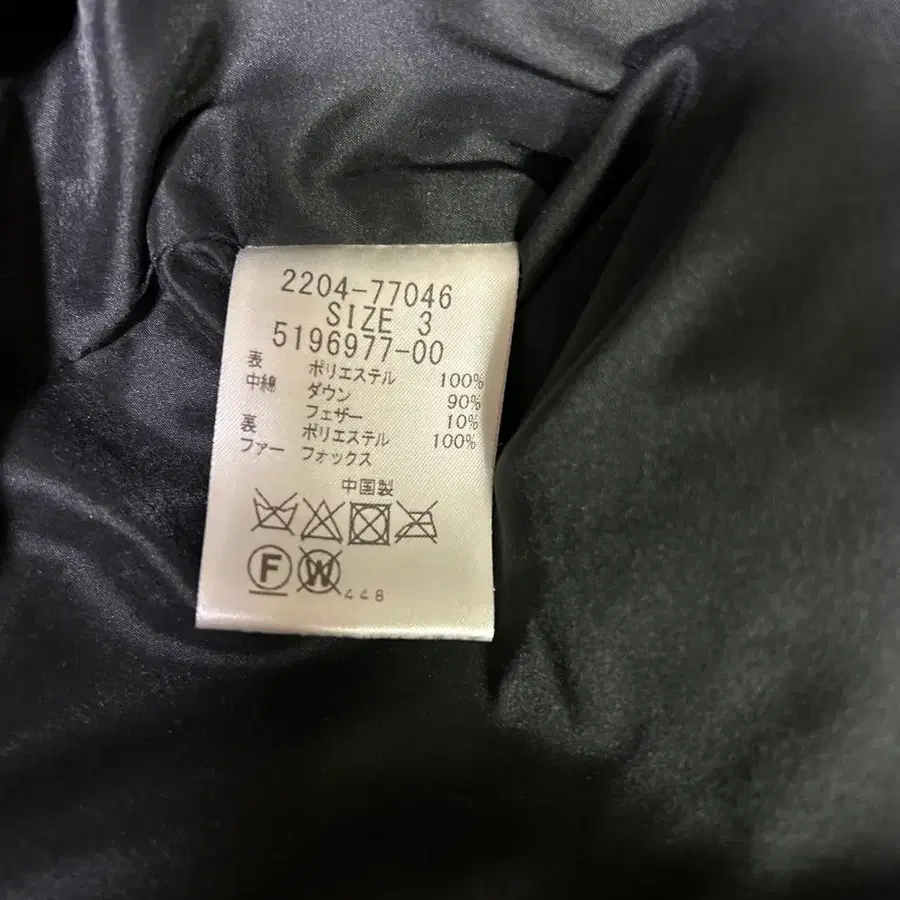 2204-77046
SIZE 3
5196977-00
表 ポリエステル 100%
中綿 ダウン 90%
フェザー 10%
裏 ポリエステル 100%
ファー フォックス
中国製
F W 448